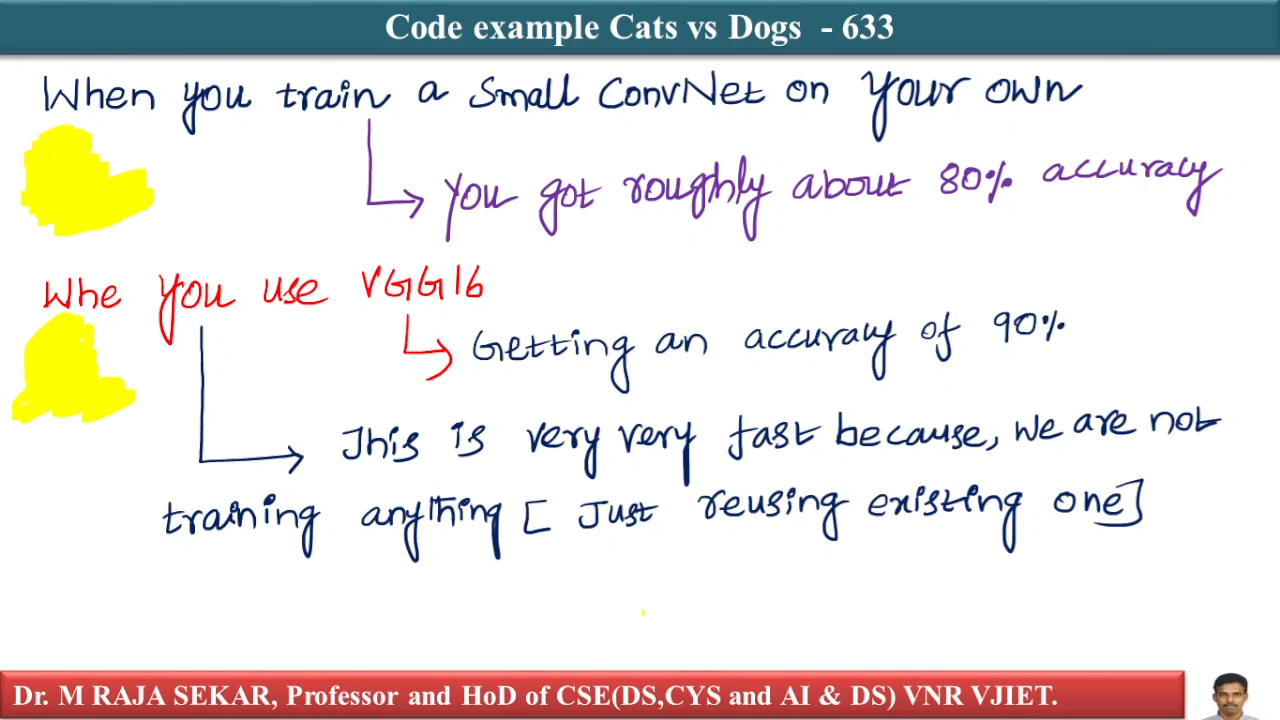 Code example Cats vs Dogs - 633
When you train a small ConvNet on your own
You got roughly about 80% accuracy
Whe you use VGG16
Getting an accuracy of 90%
This is very very fast because, we are not
training anything [Just reusing existing one]
Dr. M RAJA SEKAR, Professor and HoD of CSE(DS,CYS and AI & DS) VNR VJIET.